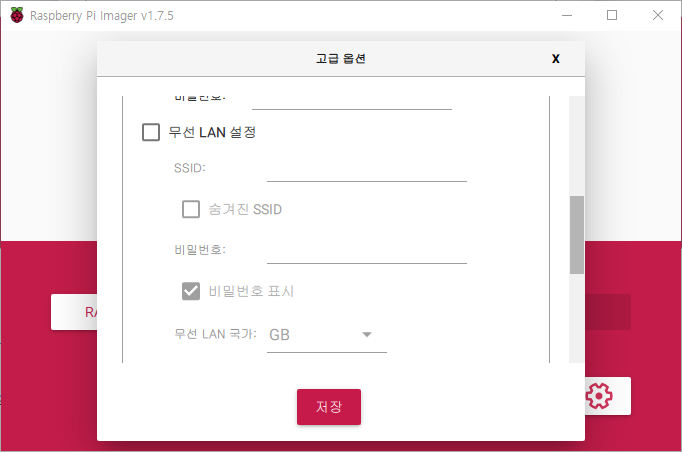 Raspberry Pi Imager v1.7.5
고급 옵션
X
비밀번호:
무선 LAN 설정
SSID:
숨겨진 SSID
비밀번호:
비밀번호 표시
무선 LAN 국가: GB
저장